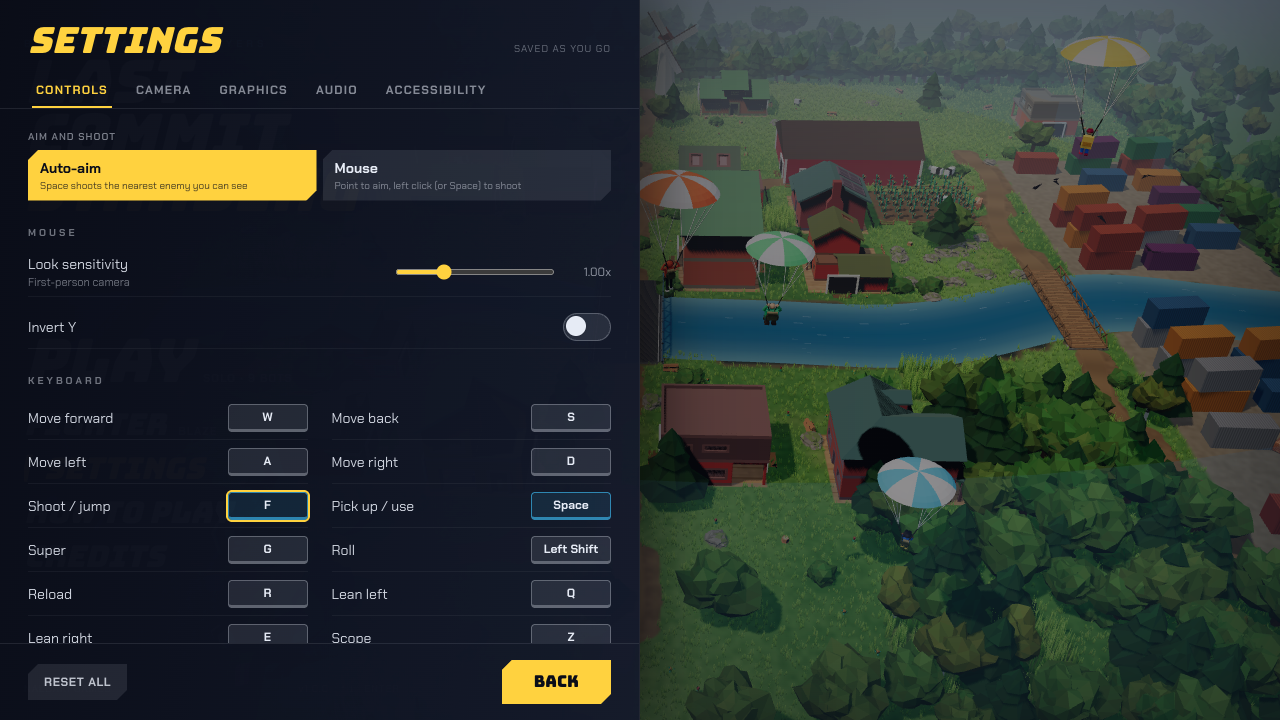 SETTINGS
SAVED AS YOU GO
CONTROLS CAMERA GRAPHICS AUDIO ACCESSIBILITY
AIM AND SHOOT
Auto-aim
Space shoots the nearest enemy you can see
Mouse
Point to aim, left click (or Space) to shoot
MOUSE
Look sensitivity
First-person camera
1.00x
Invert Y
KEYBOARD
Move forward W Move back S
Move left A Move right D
Shoot / jump F Pick up / use Space
Super G Roll Left Shift
Reload R Lean left Q
Lean right E Scope Z
RESET ALL BACK